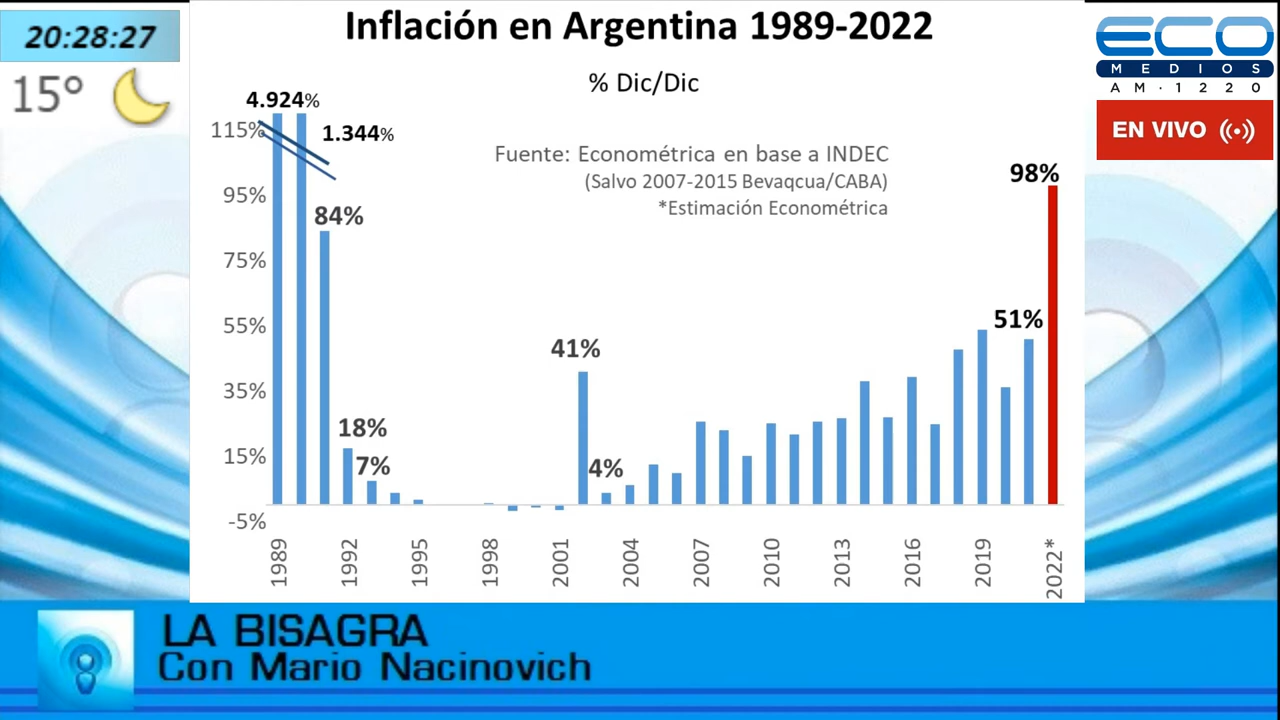 20:28:27
15°
Inflación en Argentina 1989-2022
% Dic/Dic
ECO
MEDIOS
AM·1220
EN VIVO
Fuente: Econométrica en base a INDEC
(Salvo 2007-2015 Bevaqcua/CABA)
*Estimación Econométrica
4.924%
1.344%
84%
18%
7%
41%
4%
51%
98%
115%
95%
75%
55%
35%
15%
-5%
1989
1992
1995
1998
2001
2004
2007
2010
2013
2016
2019
2022*
LA BISAGRA
Con Mario Nacinovich